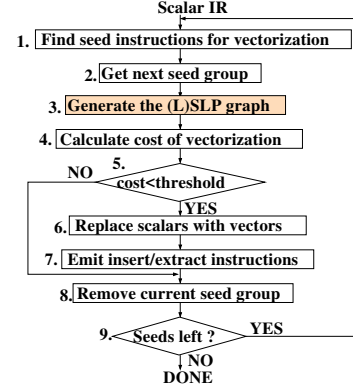 Scalar IR
1. Find seed instructions for vectorization
2. Get next seed group
3. Generate the (L)SLP graph
4. Calculate cost of vectorization
5.
NO
cost<threshold
YES
6. Replace scalars with vectors
7. Emit insert/extract instructions
8. Remove current seed group
9. Seeds left ? YES
NO
DONE